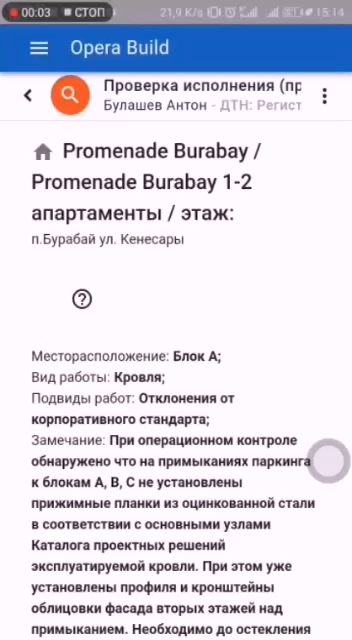 00:03 СТОП 21,9 K/s 15:14
Opera Build
Проверка исполнения (пр
Булашев Антон - ДТН: Регист
Promenade Burabay /
Promenade Burabay 1-2
апартаменты / этаж:
п.Бурабай ул. Кенесары
Месторасположение: Блок А;
Вид работы: Кровля;
Подвиды работ: Отклонения от
корпоративного стандарта;
Замечание: При операционном контроле
обнаружено что на примыканиях паркинга
к блокам А, В, С не установлены
прижимные планки из оцинкованной стали
в соответствии с основными узлами
Каталога проектных решений
эксплуатируемой кровли. При этом уже
установлены профиля и кронштейны
облицовки фасада вторых этажей над
примыканием. Необходимо до остекления